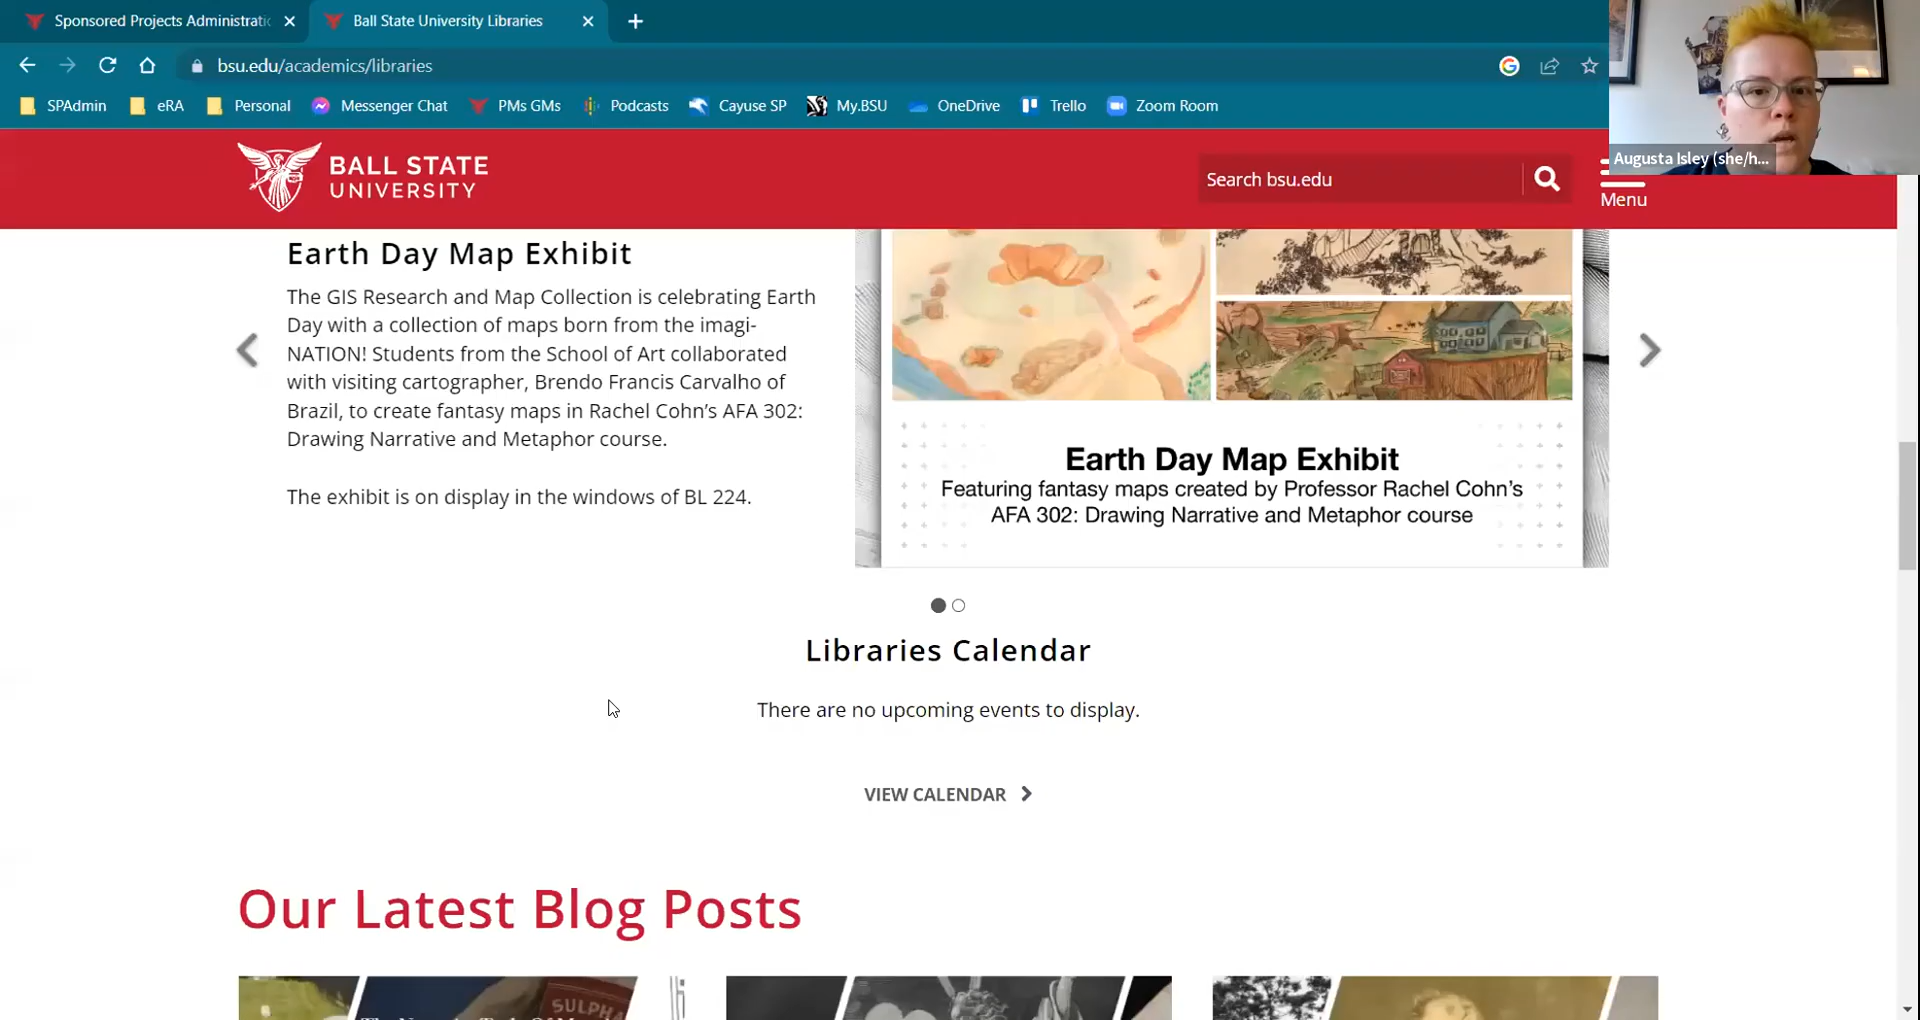 Sponsored Projects Administratio
Ball State University Libraries
bsu.edu/academics/libraries
SPAdmin
eRA
Personal
Messenger Chat
PMs GMs
Podcasts
Cayuse SP
My.BSU
OneDrive
Trello
Zoom Room
Augusta Isley (she/h...
BALL STATE
UNIVERSITY
Search bsu.edu
Menu
Earth Day Map Exhibit
The GIS Research and Map Collection is celebrating Earth
Day with a collection of maps born from the imagi-
NATION! Students from the School of Art collaborated
with visiting cartographer, Brendo Francis Carvalho of
Brazil, to create fantasy maps in Rachel Cohn's AFA 302:
Drawing Narrative and Metaphor course.
The exhibit is on display in the windows of BL 224.
Earth Day Map Exhibit
Featuring fantasy maps created by Professor Rachel Cohn's
AFA 302: Drawing Narrative and Metaphor course
Libraries Calendar
There are no upcoming events to display.
VIEW CALENDAR
Our Latest Blog Posts
SULPHA